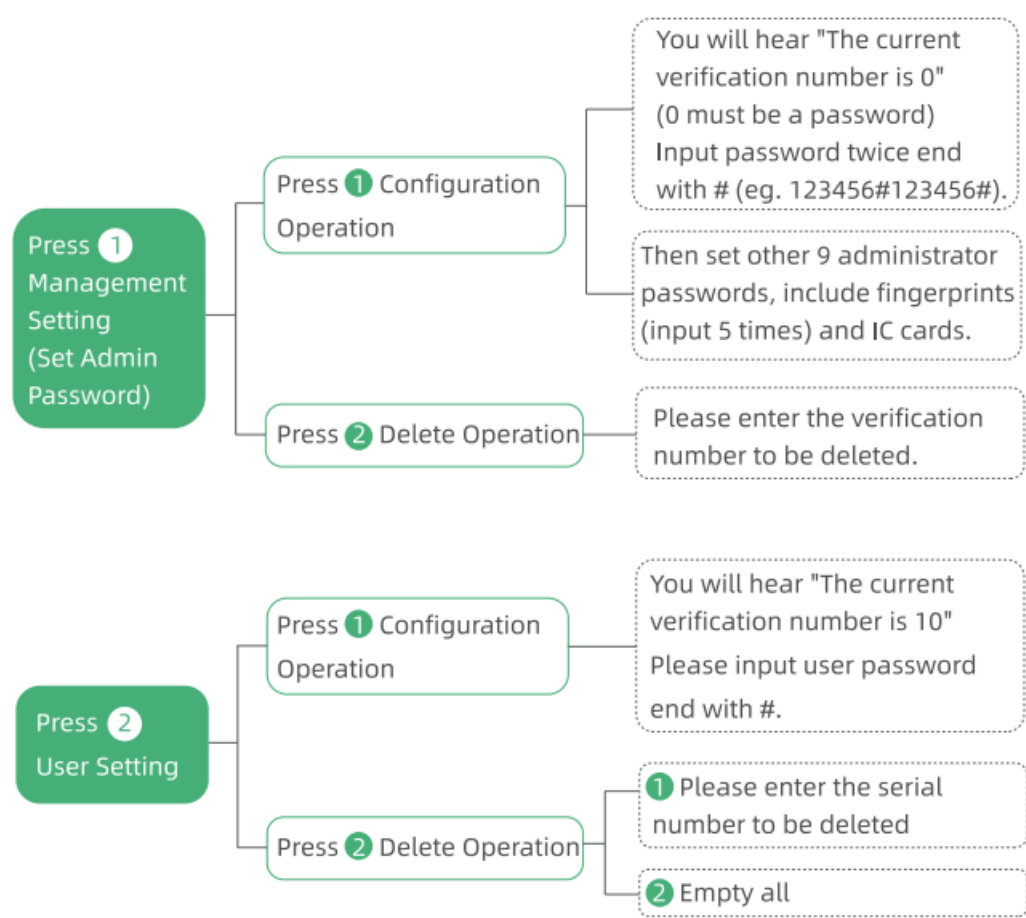 Press 1
Management
Setting
(Set Admin
Password)
Press 1 Configuration
Operation
You will hear "The current
verification number is 0"
(0 must be a password)
Input password twice end
with # (eg. 123456#123456#).
Then set other 9 administrator
passwords, include fingerprints
(input 5 times) and IC cards.
Press 2 Delete Operation
Please enter the verification
number to be deleted.
Press 2
User Setting
Press 1 Configuration
Operation
You will hear "The current
verification number is 10"
Please input user password
end with #.
Press 2 Delete Operation
1 Please enter the serial
number to be deleted
2 Empty all